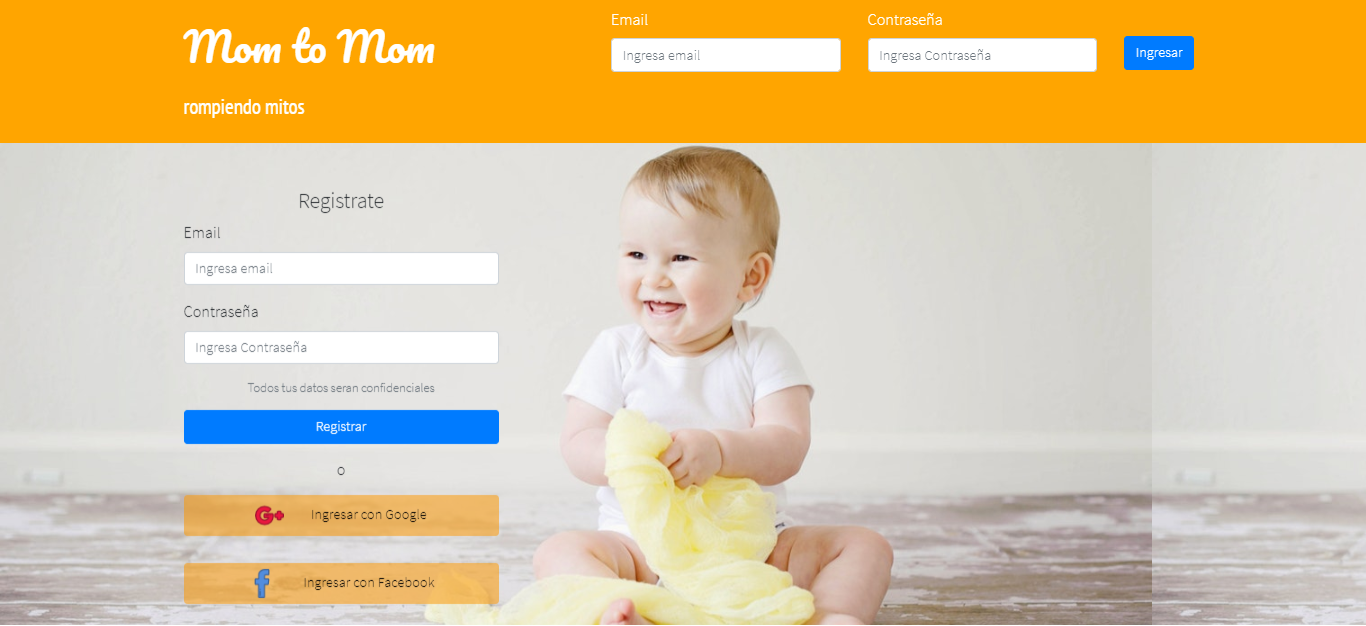 Mom to Mom
rompiendo mitos
Email
Ingresa email
Contraseña
Ingresa Contraseña
Ingresar
Registrate
Email
Ingresa email
Contraseña
Ingresa Contraseña
Todos tus datos seran confidenciales
Registrar
O
G+ Ingresar con Google
f Ingresar con Facebook